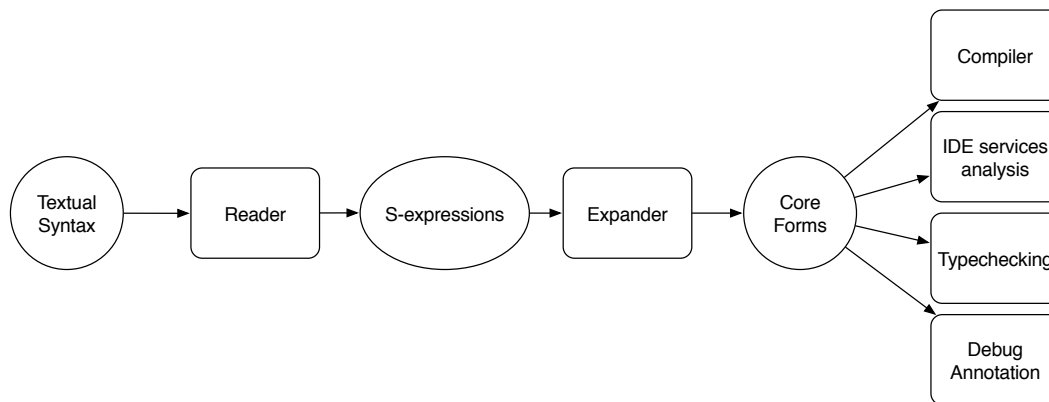 Compiler
IDE services
analysis
Textual
Syntax
Reader
S-expressions
Expander
Core
Forms
Typechecking
Debug
Annotation